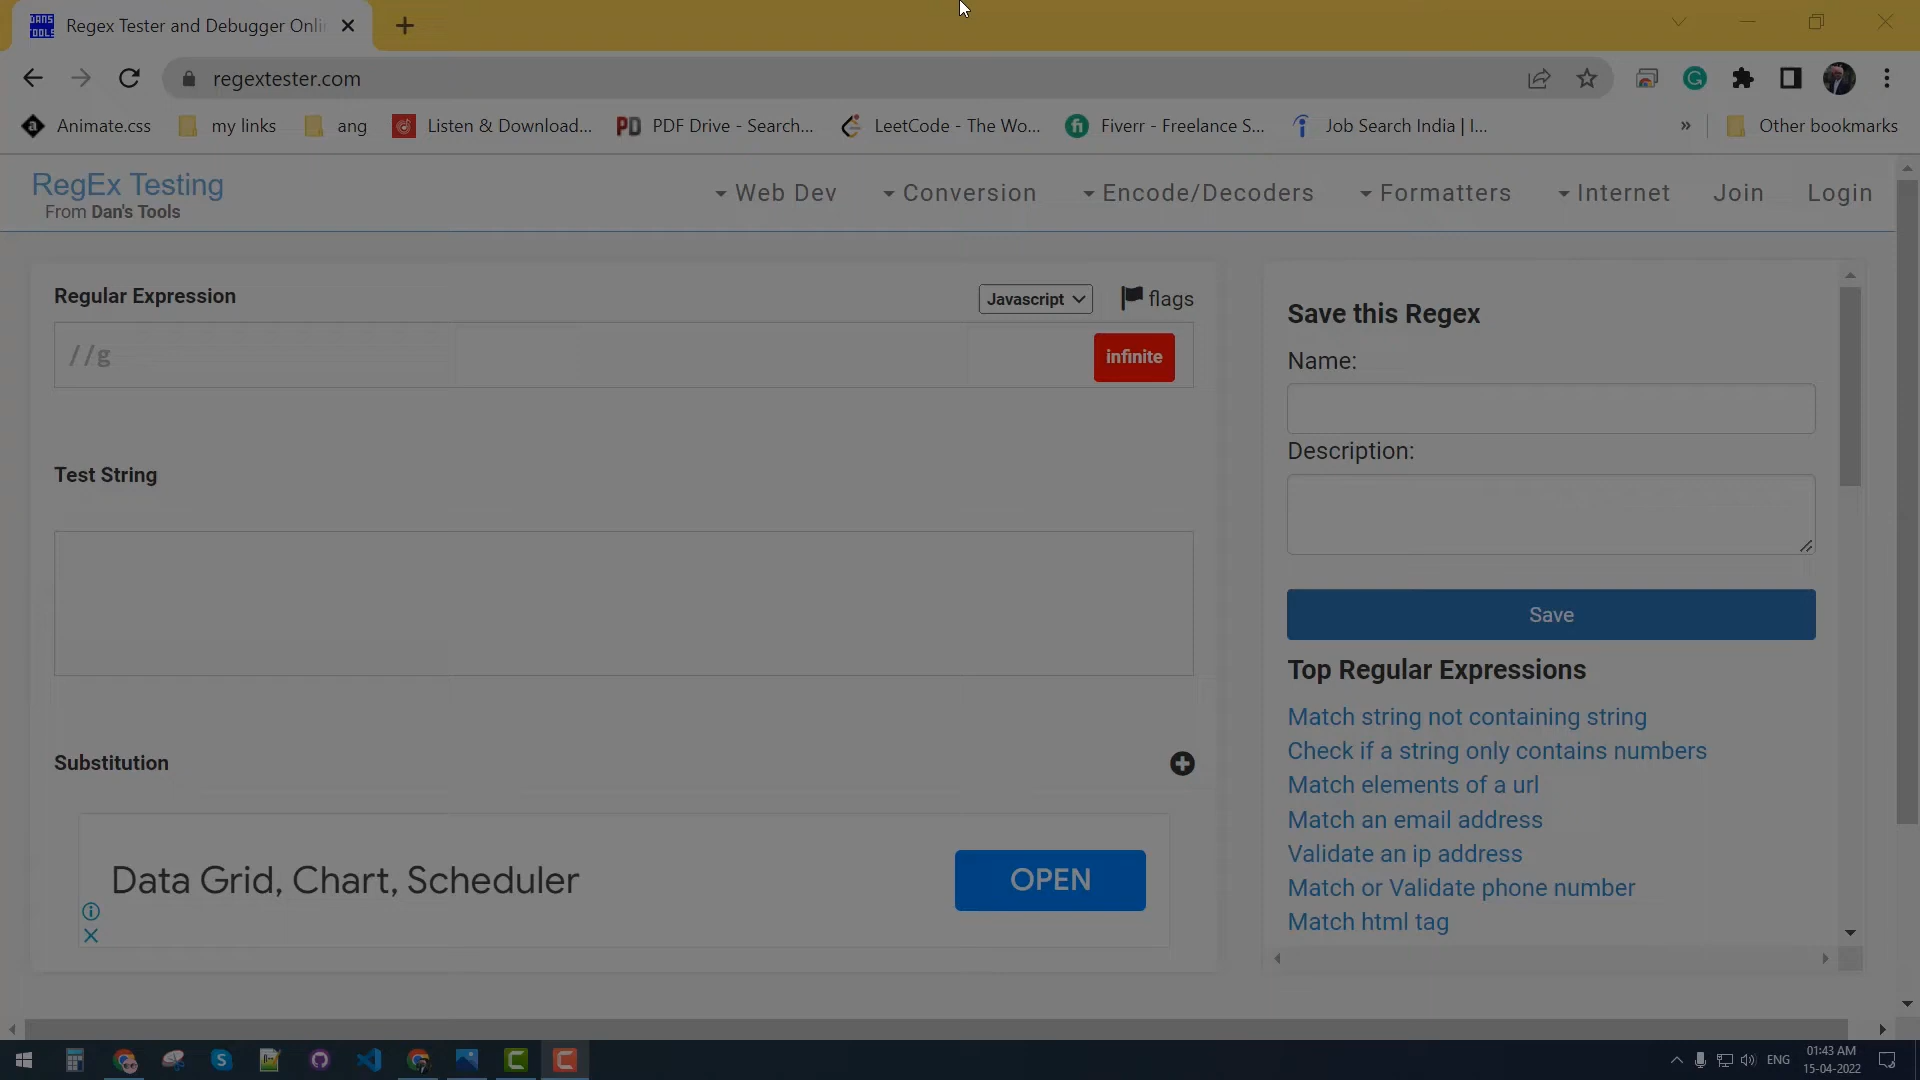 DANS
TOOLS
Regex Tester and Debugger Onli
regextester.com
Animate.css
my links
ang
Listen & Download...
PD
PDF Drive - Search...
LeetCode - The Wo...
fi
Fiverr - Freelance S...
Job Search India | I...
»
Other bookmarks
RegEx Testing
From Dan's Tools
Web Dev
Conversion
Encode/Decoders
Formatters
Internet
Join
Login
Regular Expression
Javascript
flags
//g
infinite
Test String
Substitution
Data Grid, Chart, Scheduler
OPEN
Save this Regex
Name:
Description:
Save
Top Regular Expressions
Match string not containing string
Check if a string only contains numbers
Match elements of a url
Match an email address
Validate an ip address
Match or Validate phone number
Match html tag
ENG
01:43 AM
15-04-2022